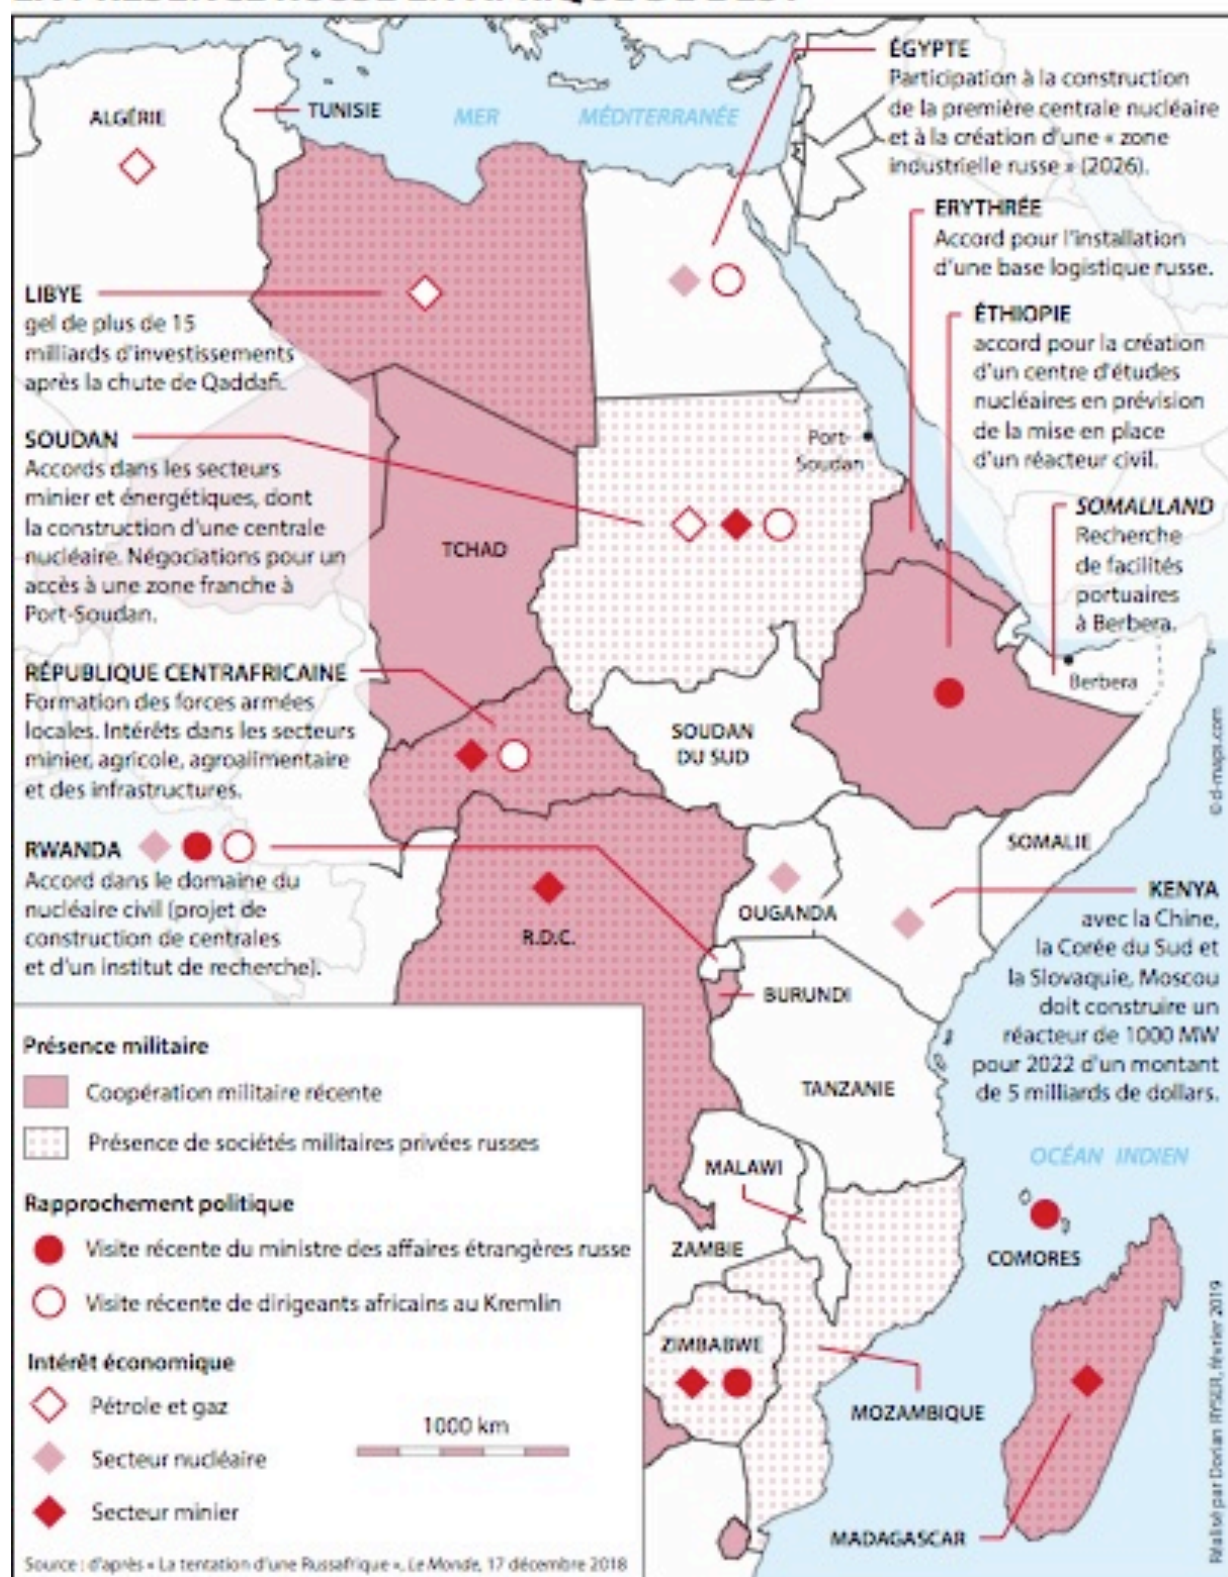 ÉGYPTE
Participation à la construction
de la première centrale nucléaire
et à la création d'une « zone
industrielle russe » (2026).
ALGÉRIE
TUNISIE
MER MÉDITERRANÉE
ERYTHRÉE
Accord pour l'installation
d'une base logistique russe.
LIBYE
gel de plus de 15
milliards d'investissements
après la chute de Qaddafi.
ÉTHIOPIE
accord pour la création
d'un centre d'études
nucléaires en prévision
de la mise en place
d'un réacteur civil.
SOUDAN
Accords dans les secteurs
minier et énergétiques, dont
la construction d'une centrale
nucléaire. Négociations pour un
accès à une zone franche à
Port-Soudan.
Port-
Soudan
TCHAD
SOMALILAND
Recherche
de facilités
portuaires
à Berbera.
Berbera
RÉPUBLIQUE CENTRAFRICAINE
Formation des forces armées
locales. Intérêts dans les secteurs
minier, agricole, agroalimentaire
et des infrastructures.
SOUDAN
DU SUD
© d-maps.com
RWANDA
Accord dans le domaine du
nucléaire civil (projet de
construction de centrales
et d'un institut de recherche).
SOMALIE
OUGANDA
R.D.C.
KENYA
avec la Chine,
la Corée du Sud et
la Slovaquie, Moscou
doit construire un
réacteur de 1000 MW
pour 2022 d'un montant
de 5 milliards de dollars.
BURUNDI
TANZANIE
OCÉAN INDIEN
MALAWI
ZAMBIE
COMORES
ZIMBABWE
MOZAMBIQUE
MADAGASCAR
Présence militaire
Coopération militaire récente
Présence de sociétés militaires privées russes
Rapprochement politique
Visite récente du ministre des affaires étrangères russe
Visite récente de dirigeants africains au Kremlin
Intérêt économique
Pétrole et gaz
Secteur nucléaire
Secteur minier
1000 km
Source : d'après « La tentation d'une Russafrique », Le Monde, 17 décembre 2018
Réalisé par Dorian RYSER, février 2019